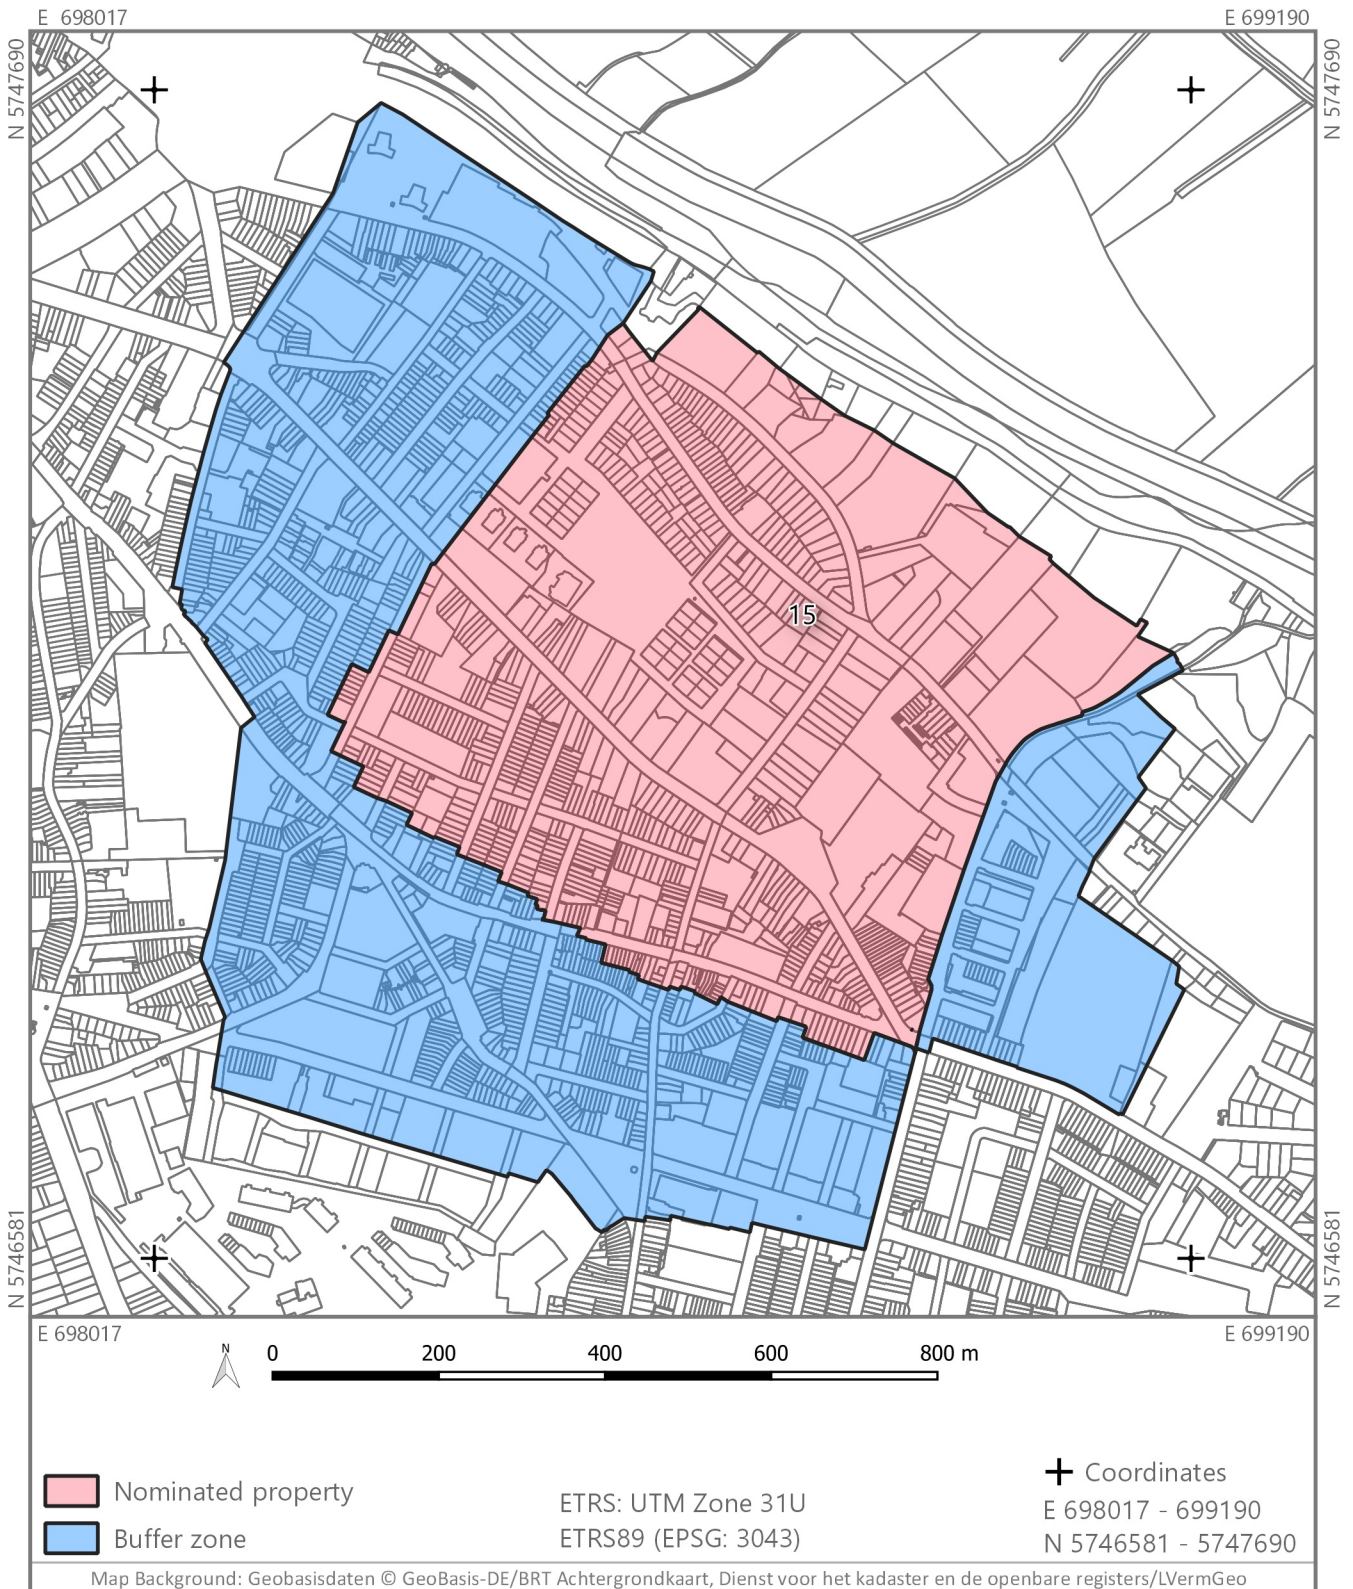 E 698017
E 699190
N 5747690
N 5747690
15
N 5746581
N 5746581
E 698017
E 699190
N
0 200 400 600 800 m
Nominated property
Buffer zone
ETRS: UTM Zone 31U
ETRS89 (EPSG: 3043)
Coordinates
E 698017 - 699190
N 5746581 - 5747690
Map Background: Geobasisdaten © GeoBasis-DE/BRT Achtergrondkaart, Dienst voor het kadaster en de openbare registers/LVermGeo